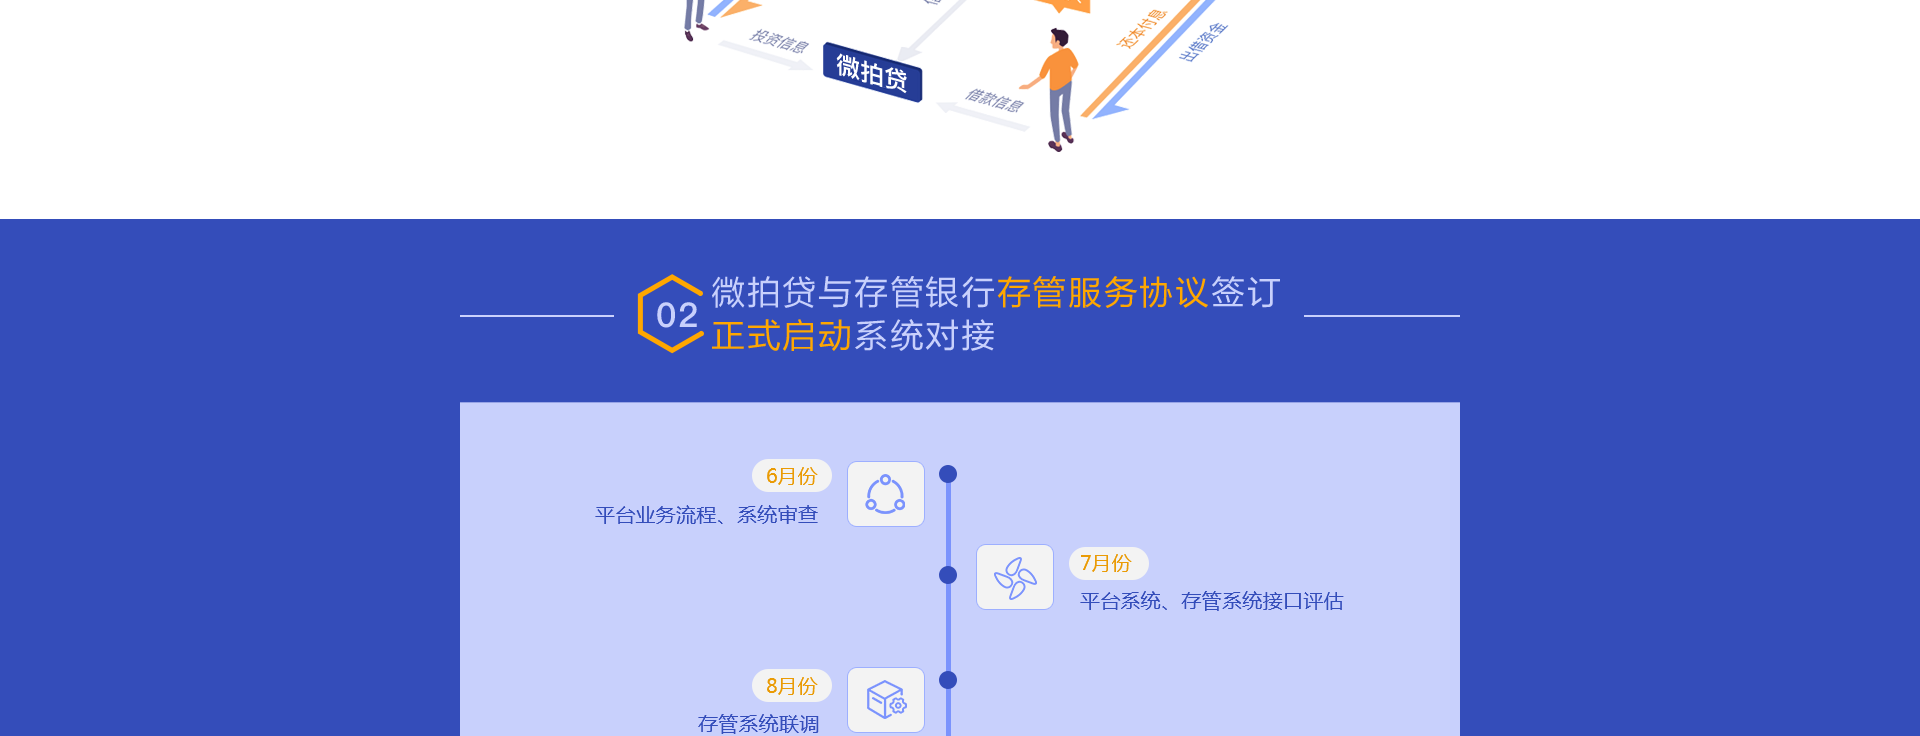 投资信息
微拍贷
借款信息
还本付息
出借资金
02
微拍贷与存管银行存管服务协议签订
正式启动系统对接
6月份
平台业务流程、系统审查
7月份
平台系统、存管系统接口评估
8月份
存管系统联调